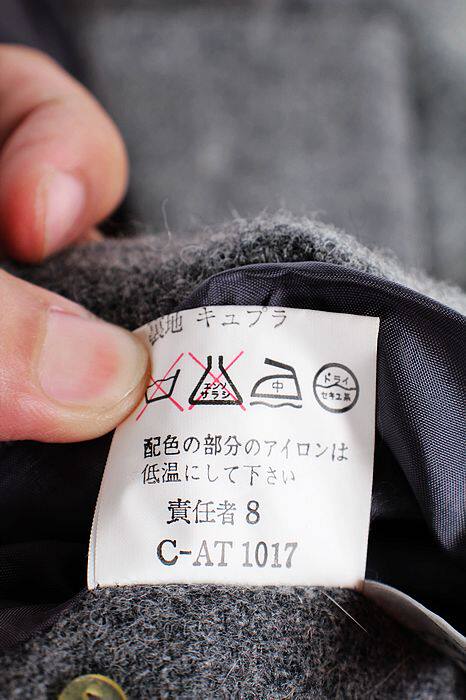 裏地 キュプラ
エンソ
サラシ
中
ドライ
セキユ系
配色の部分のアイロンは
低温にして下さい
責任者 8
C-AT 1017